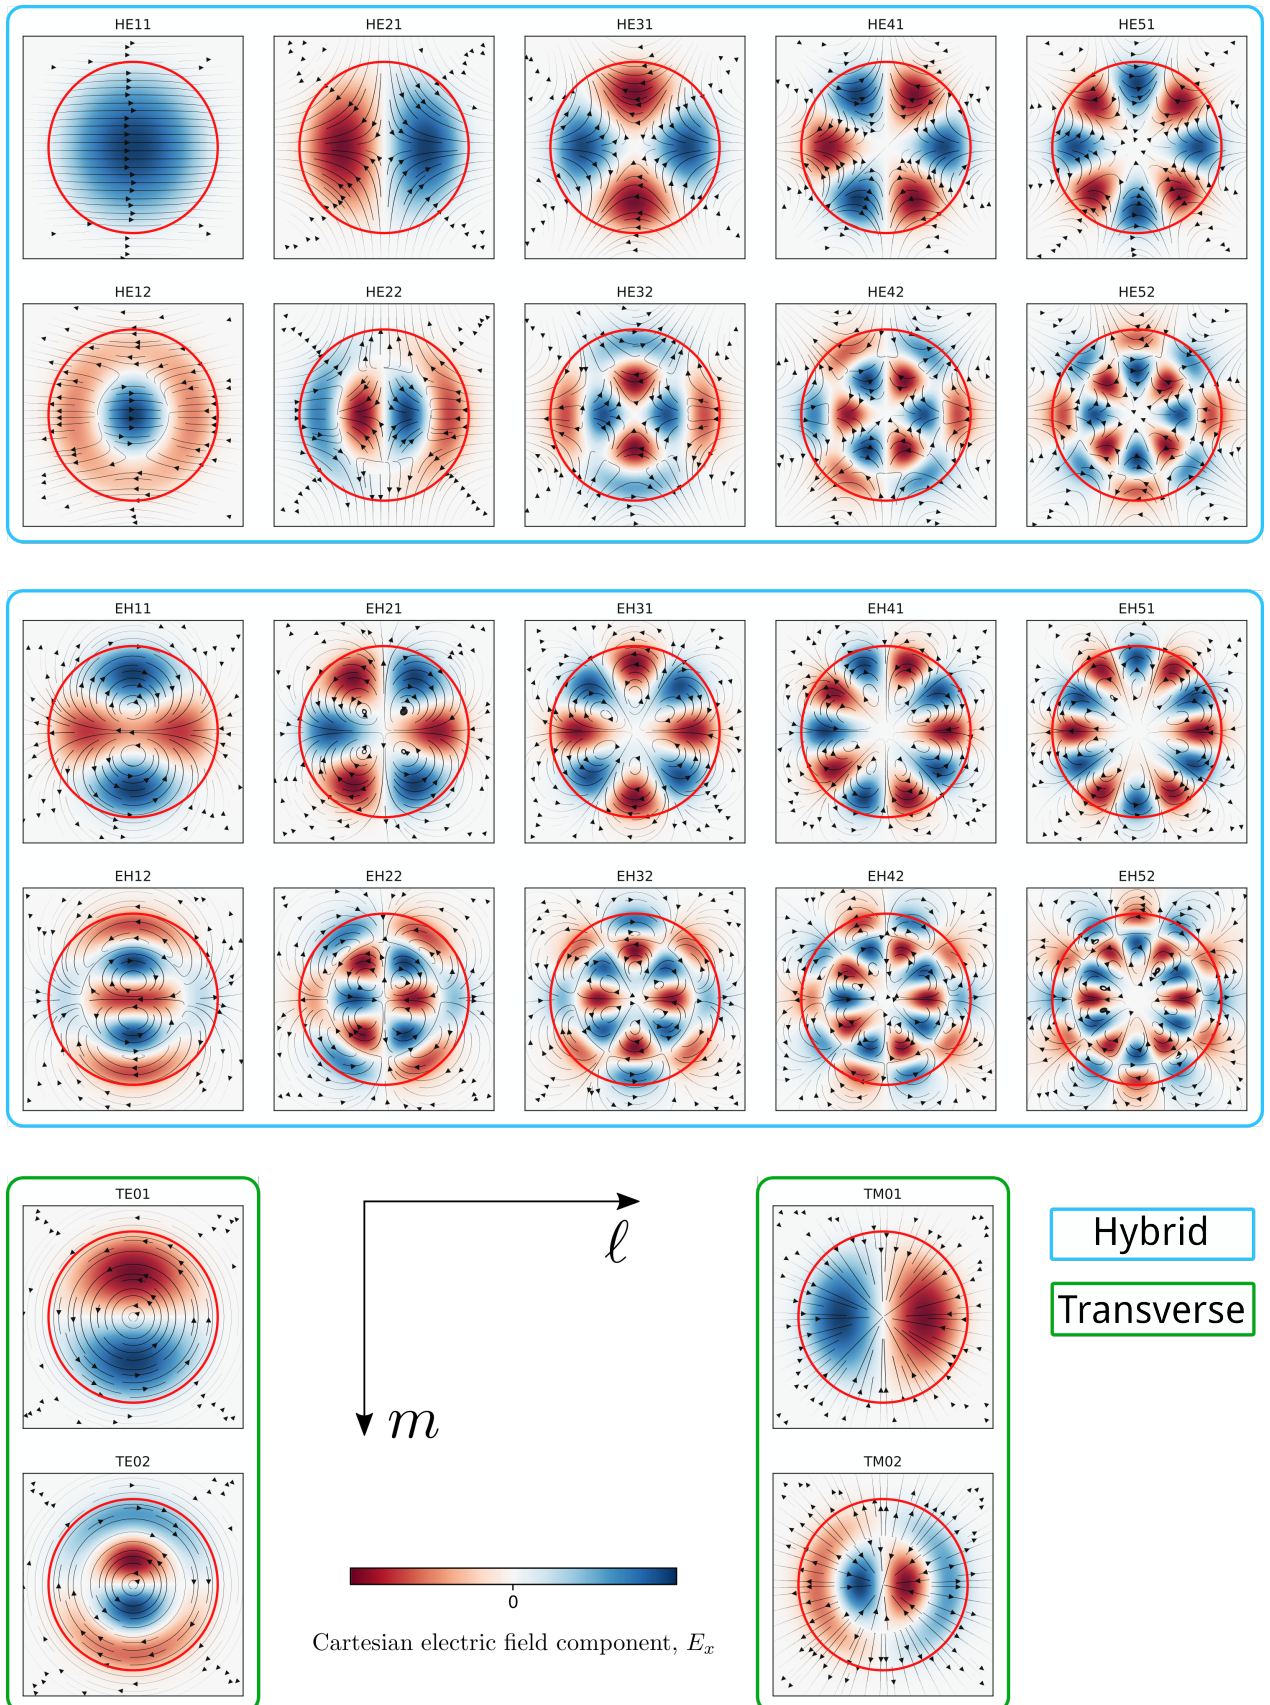 HE11 HE21 HE31 HE41 HE51
HE12 HE22 HE32 HE42 HE52
EH11 EH21 EH31 EH41 EH51
EH12 EH22 EH32 EH42 EH52
TE01 TM01
ℓ
Hybrid
Transverse
m
TE02 TM02
0
Cartesian electric field component, Eₓ